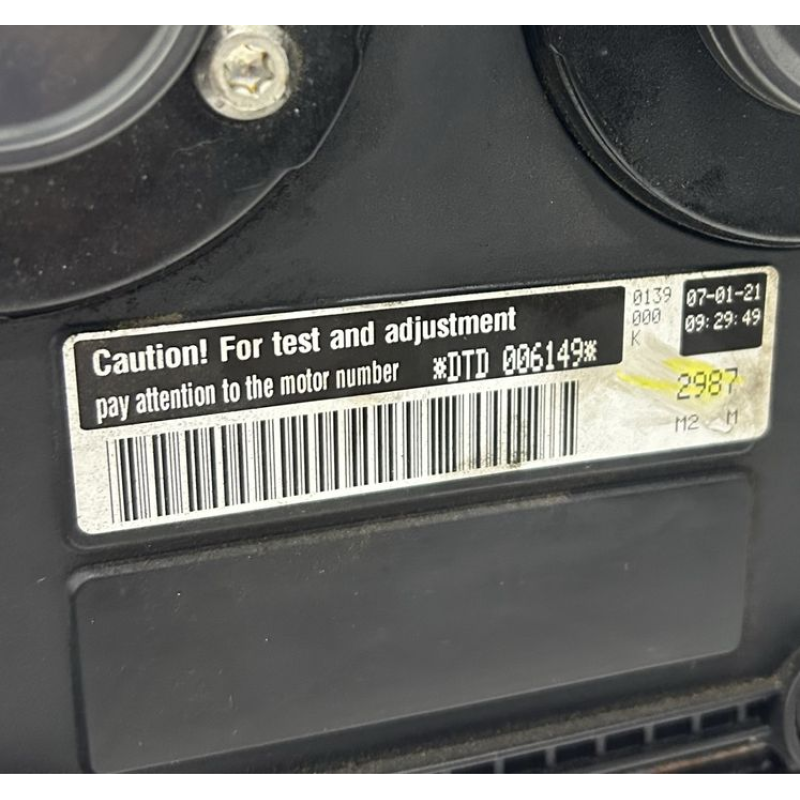 Caution! For test and adjustment
pay attention to the motor number *DTD 006149*
0139
000
K
07-01-21
09:29:49
2987
M2 M